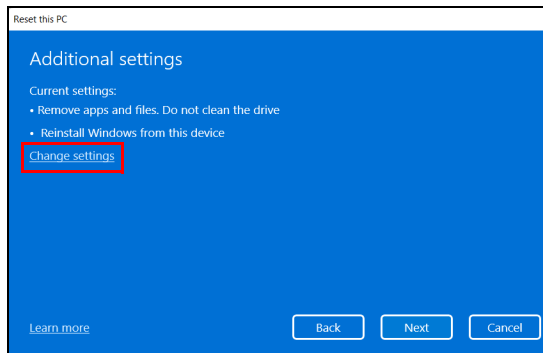 Reset this PC
Additional settings
Current settings:
• Remove apps and files. Do not clean the drive
• Reinstall Windows from this device
Change settings
Learn more
Back
Next
Cancel